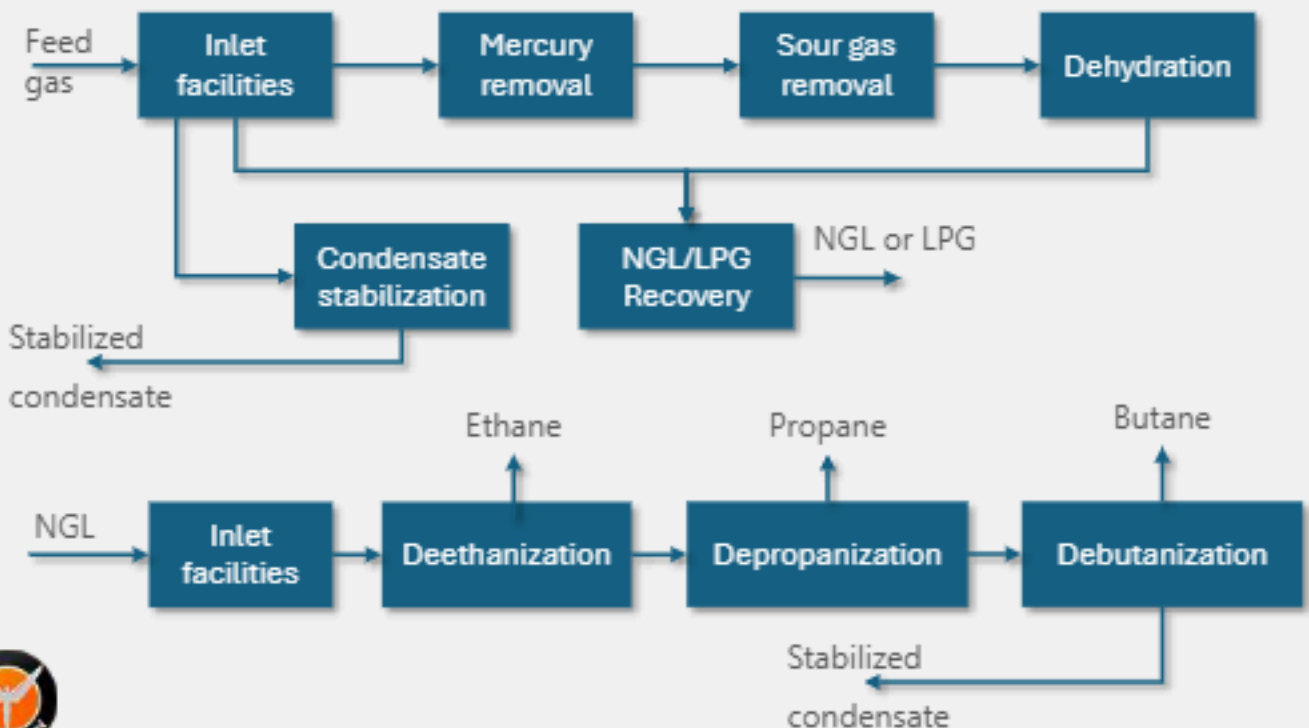 Feed
gas
Inlet
facilities
Mercury
removal
Sour gas
removal
Dehydration
Condensate
stabilization
NGL/LPG
Recovery
NGL or LPG
Stabilized
condensate
Ethane
Propane
Butane
NGL
Inlet
facilities
Deethanization
Depropanization
Debutanization
Stabilized
condensate